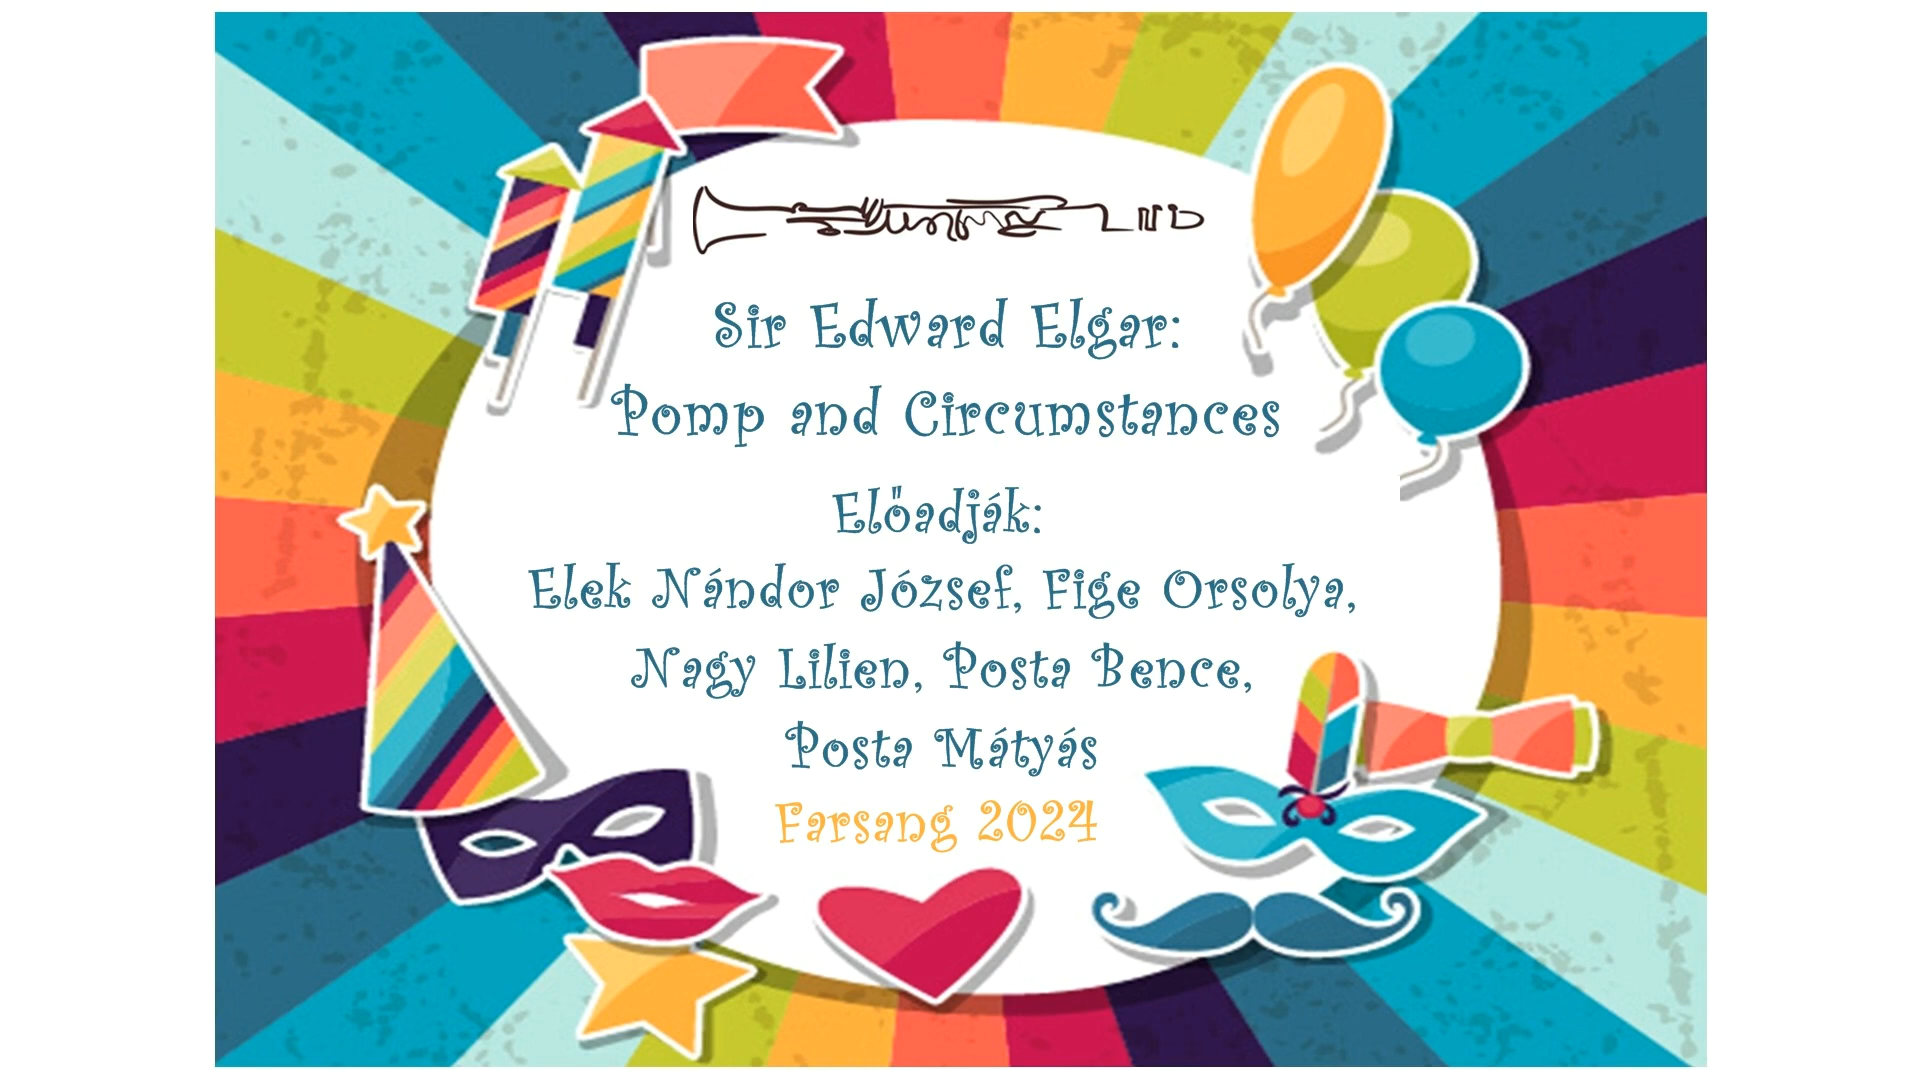 Sir Edward Elgar:
Pomp and Circumstances
Előadják:
Elek Nándor József, Fige Orsolya,
Nagy Lilien, Posta Bence,
Posta Mátyás
Farsang 2024